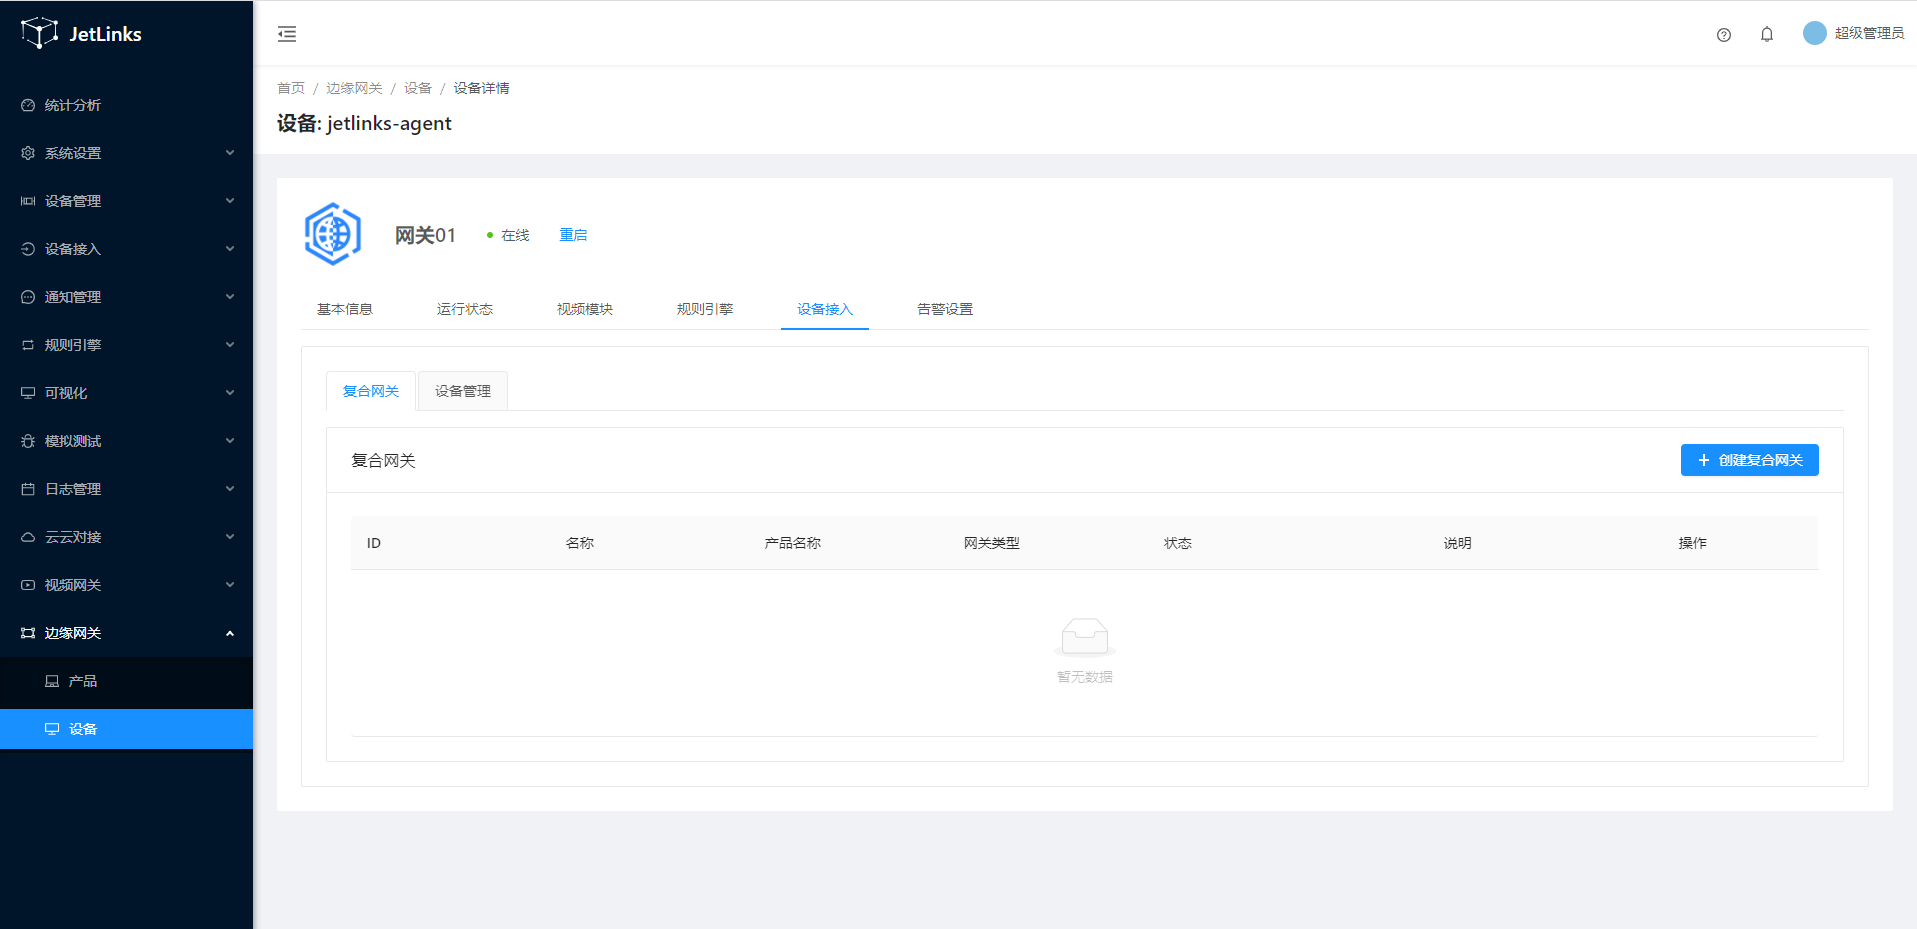 JetLinks
统计分析
系统设置
设备管理
设备接入
通知管理
规则引擎
可视化
模拟测试
日志管理
云云对接
视频网关
边缘网关
产品
设备
超级管理员
首页 / 边缘网关 / 设备 / 设备详情
设备: jetlinks-agent
网关01 在线 重启
基本信息 运行状态 视频模块 规则引擎 设备接入 告警设置
复合网关 设备管理
复合网关 + 创建复合网关
ID 名称 产品名称 网关类型 状态 说明 操作
暂无数据